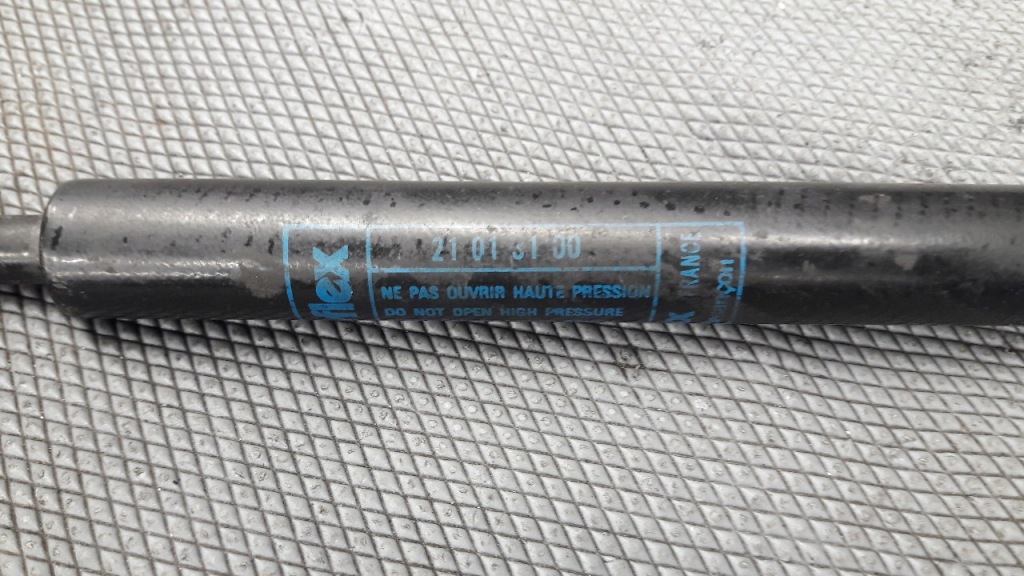 flex
21 01 31 00
NE PAS OUVRIR HAUTE PRESSION
DO NOT OPEN HIGH PRESSURE
X
FRANCE